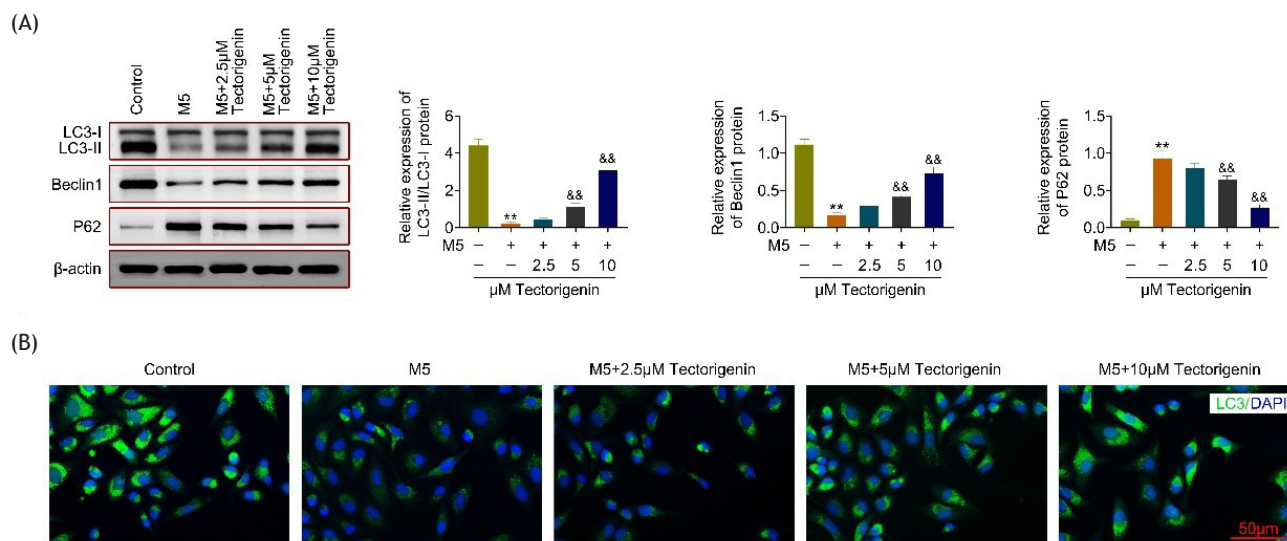 (A)
Control
M5
M5+2.5µM
Tectorigenin
M5+5µM
Tectorigenin
M5+10µM
Tectorigenin
LC3-I
LC3-II
Beclin1
P62
β-actin
Relative expression of
LC3-II/LC3-I protein
6
4
2
0
**
&&
&&
M5 – + + + +
– – 2.5 5 10
µM Tectorigenin
Relative expression
of Beclin1 protein
1.5
1.0
0.5
0.0
**
&&
&&
M5 – + + + +
– – 2.5 5 10
µM Tectorigenin
Relative expression
of P62 protein
1.5
1.0
0.5
0.0
**
&&
&&
M5 – + + + +
– – 2.5 5 10
µM Tectorigenin
(B)
Control
M5
M5+2.5µM Tectorigenin
M5+5µM Tectorigenin
M5+10µM Tectorigenin
LC3/DAPI
50µm